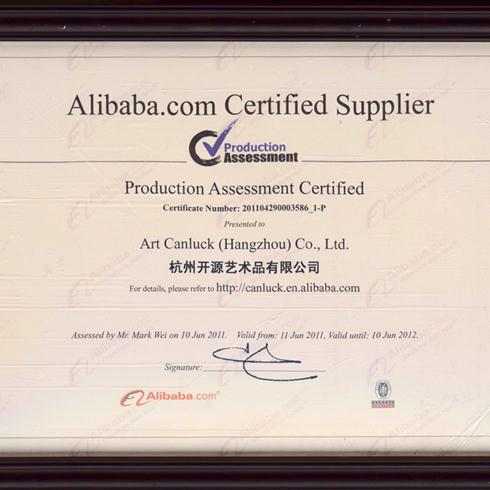 Alibaba.com Certified Supplier
Production
Assessment
Production Assessment Certified
Certificate Number: 201104290003586_1-P
Presented to
Art Canluck (Hangzhou) Co., Ltd.
杭州开源艺术品有限公司
For details, please refer to http://canluck.en.alibaba.com
Assessed by Mr. Mark Wei on 10 Jun 2011. Valid from: 11 Jun 2011, Valid until: 10 Jun 2012.
Signature:
Alibaba.com®